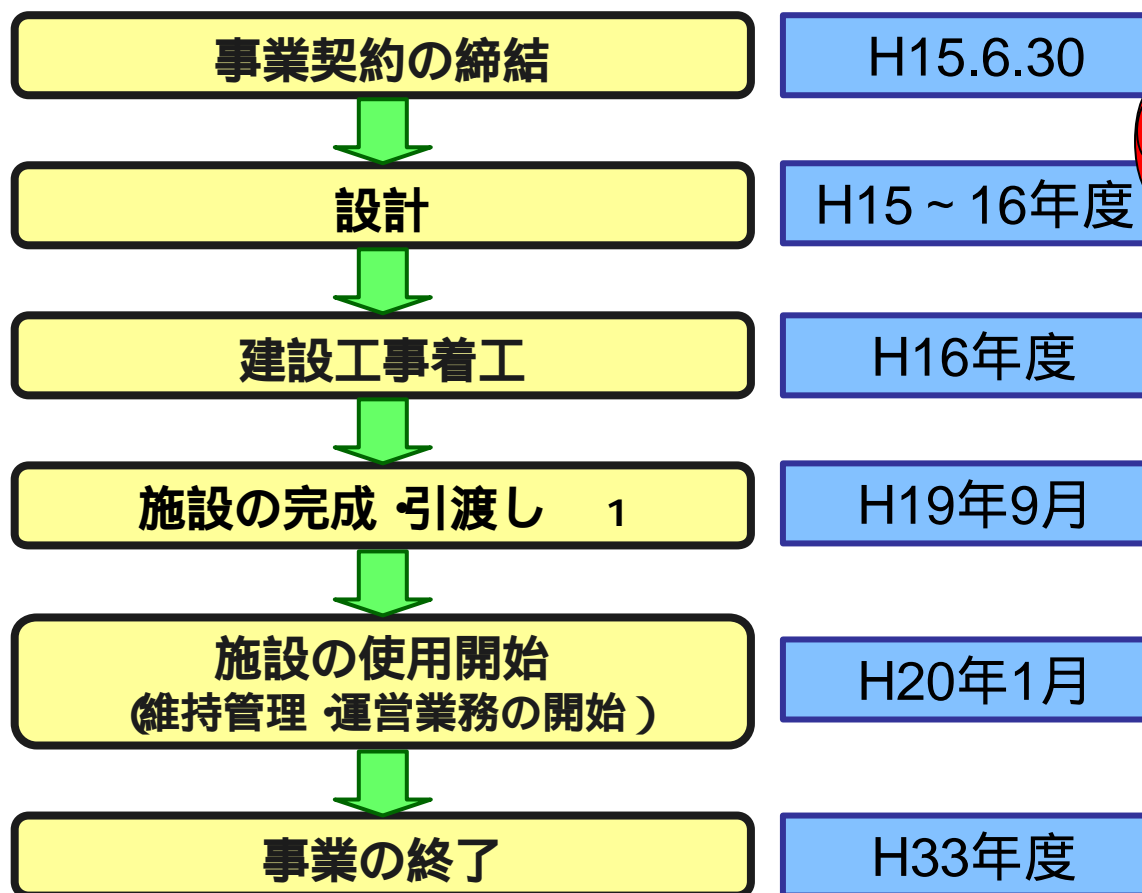 事業契約の締結
H15.6.30
設計
H15～16年度
建設工事着工
H16年度
施設の完成・引渡し　1
H19年9月
施設の使用開始
(維持管理・運営業務の開始)
H20年1月
事業の終了
H33年度